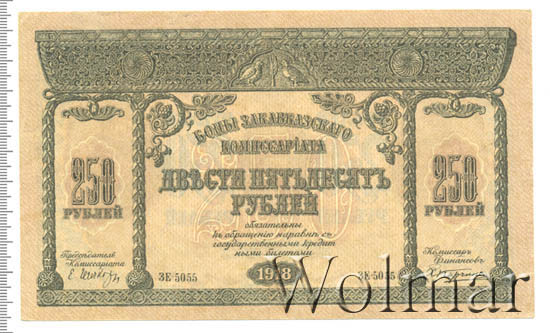 БОНЫ ЗАКАВКАЗСКАГО
КОМИССАРІАТА
250
РУБЛЕЙ
ДВѢСТИ ПЯТЬДЕСЯТЪ
РУБЛЕЙ
250
РУБЛЕЙ
обязательны
къ обращенію наравнѣ съ
государственными кредит
ными билетами
Предсѣдатель
Комиссаріата
Комиссаръ
Финансовъ
ЗЕ-5055
1918
ЗЕ-5055
Wolmar